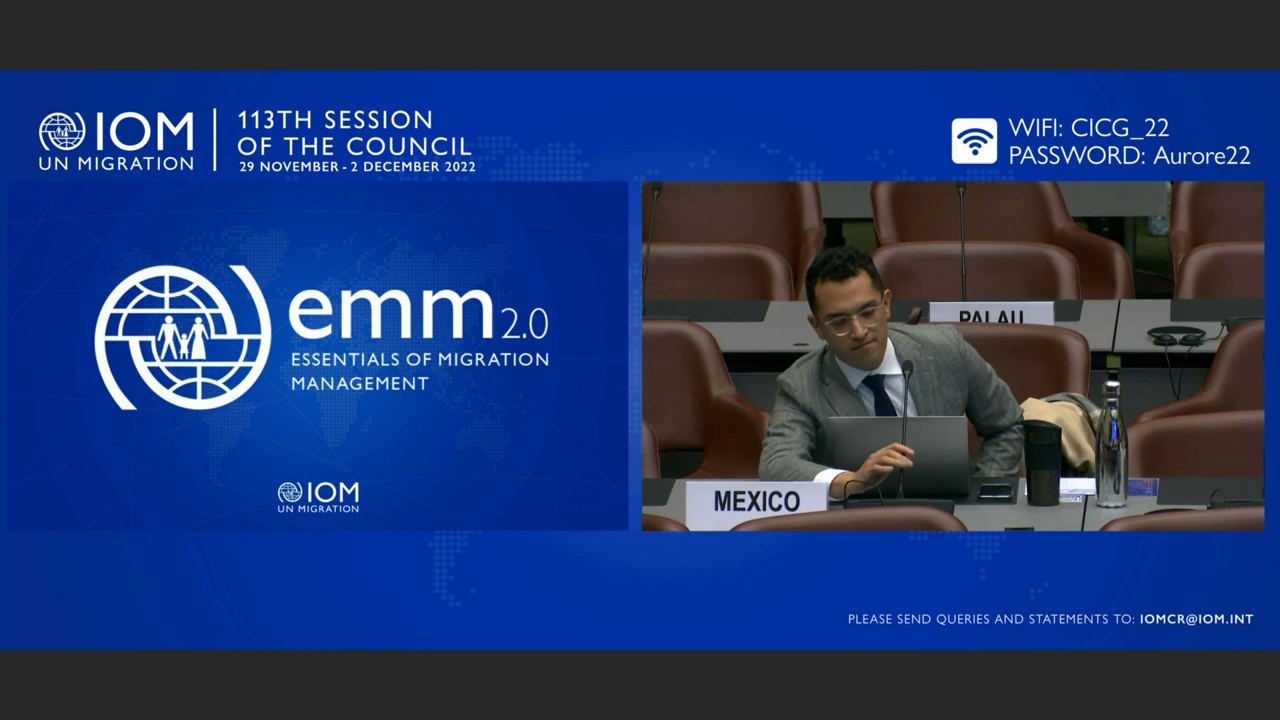 IOM
UN MIGRATION
113TH SESSION
OF THE COUNCIL
29 NOVEMBER - 2 DECEMBER 2022
WIFI: CICG_22
PASSWORD: Aurore22
emm2.0
ESSENTIALS OF MIGRATION
MANAGEMENT
IOM
UN MIGRATION
PALAU
MEXICO
PLEASE SEND QUERIES AND STATEMENTS TO: IOMCR@IOM.INT